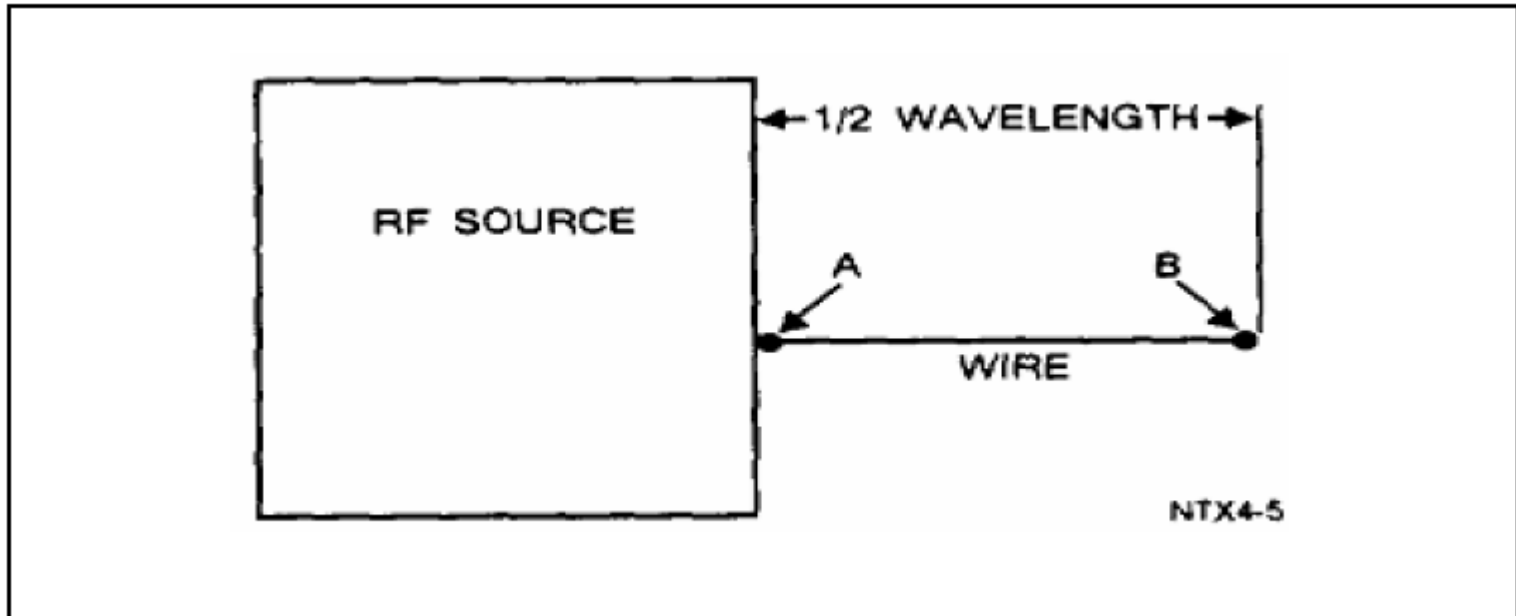 1/2 WAVELENGTH
RF SOURCE
A
B
WIRE
NTX4-5